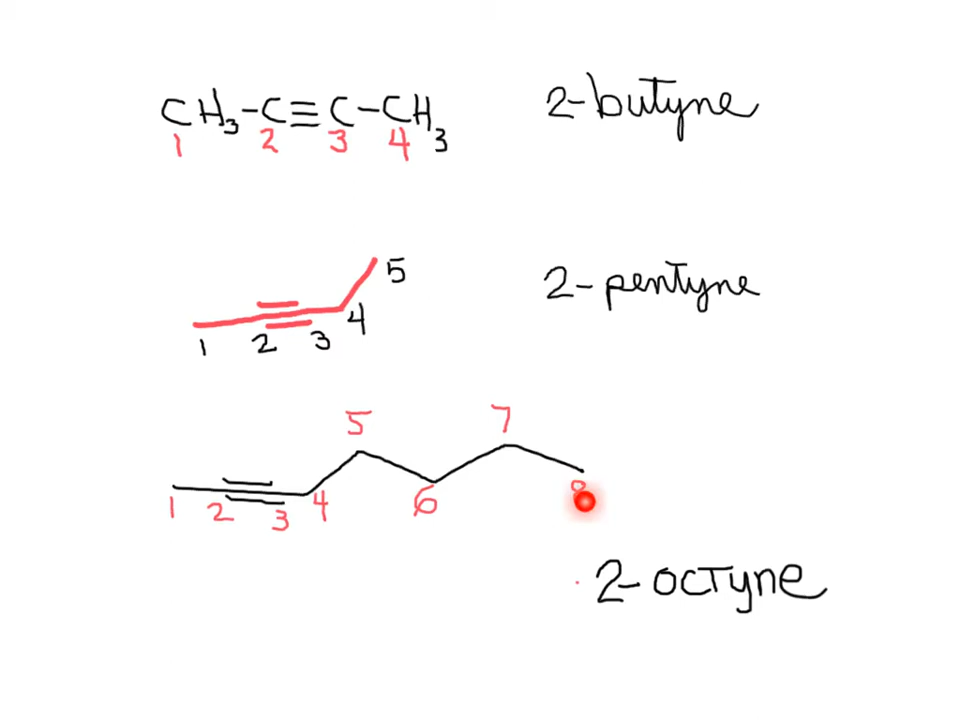 CH3-C≡C-CH3 2-butyne
1 2 3 4
5
2-pentyne
4
1 2 3
5 7
1 2 3 4 6 8
2-octyne